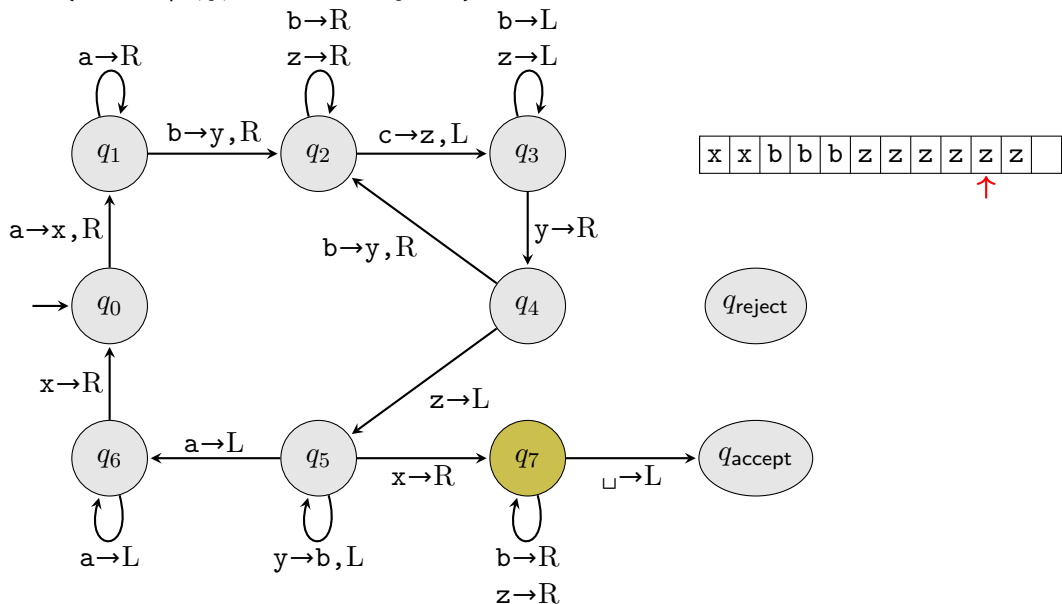 b→R b→L
a→R z→R z→L
q1 b→y,R q2 c→z,L q3 x x b b b z z z z z z
a→x,R b→y,R y→R
q0 q4 qreject
x→R z→L
q6 a→L q5 x→R q7 ␣→L qaccept
a→L y→b,L b→R
z→R